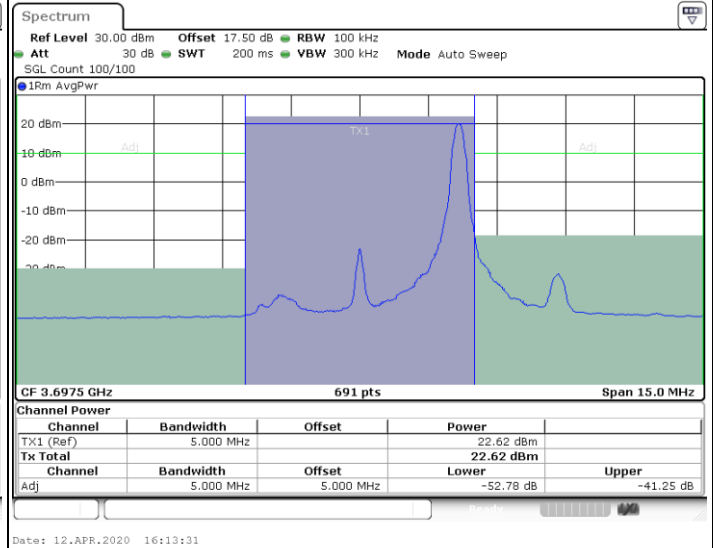 Spectrum
Ref Level 30.00 dBm Offset 17.50 dB RBW 100 kHz
Att 30 dB SWT 200 ms VBW 300 kHz Mode Auto Sweep
SGL Count 100/100
1Rm AvgPwr
20 dBm
TX1
Adj
Adj
10 dBm
0 dBm
-10 dBm
-20 dBm
-30 dBm
CF 3.6975 GHz 691 pts Span 15.0 MHz
Channel Power
Channel Bandwidth Offset Power
TX1 (Ref) 5.000 MHz 22.62 dBm
Tx Total 22.62 dBm
Channel Bandwidth Offset Lower Upper
Adj 5.000 MHz 5.000 MHz -52.78 dB -41.25 dB
Ready
Date: 12.APR.2020 16:13:31